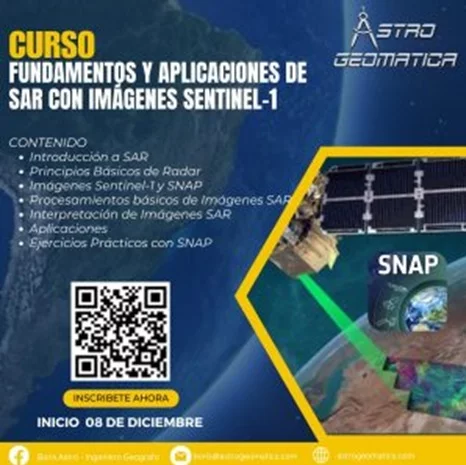 CURSO
FUNDAMENTOS Y APLICACIONES DE
SAR CON IMÁGENES SENTINEL-1
ASTRO
GEOMATICA
CONTENIDO
Introducción a SAR
Principios Básicos de Radar
Imágenes Sentinel-1 y SNAP
Procesamientos básicos de Imágenes SAR
Interpretación de Imágenes SAR
Aplicaciones
Ejercicios Prácticos con SNAP
SNAP
INSCRIBETE AHORA
INICIO 08 DE DICIEMBRE
Ingeniero Geografo
astrogeomatica.com